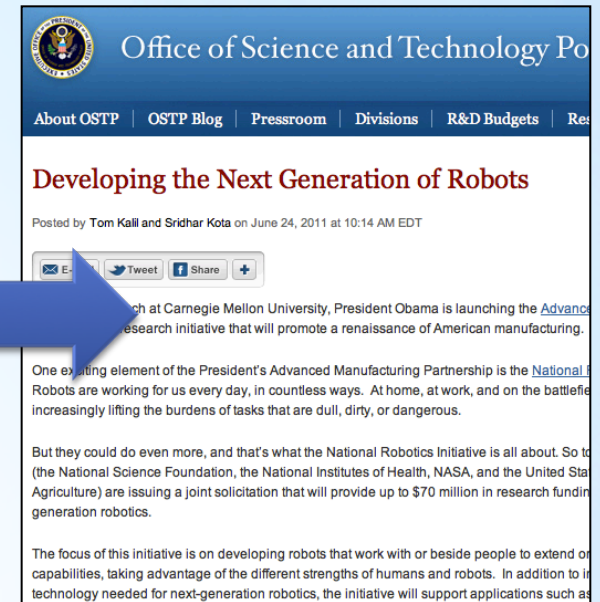 Office of Science and Technology Po
About OSTP | OSTP Blog | Pressroom | Divisions | R&D Budgets | Res
Developing the Next Generation of Robots
Posted by Tom Kalil and Sridhar Kota on June 24, 2011 at 10:14 AM EDT
Tweet Share +
at Carnegie Mellon University, President Obama is launching the Advance
research initiative that will promote a renaissance of American manufacturing.
One exciting element of the President's Advanced Manufacturing Partnership is the National
Robots are working for us every day, in countless ways. At home, at work, and on the battlefie
increasingly lifting the burdens of tasks that are dull, dirty, or dangerous.
But they could do even more, and that's what the National Robotics Initiative is all about. So to
(the National Science Foundation, the National Institutes of Health, NASA, and the United Stat
Agriculture) are issuing a joint solicitation that will provide up to $70 million in research fundin
generation robotics.
The focus of this initiative is on developing robots that work with or beside people to extend or
capabilities, taking advantage of the different strengths of humans and robots. In addition to in
technology needed for next-generation robotics, the initiative will support applications such as